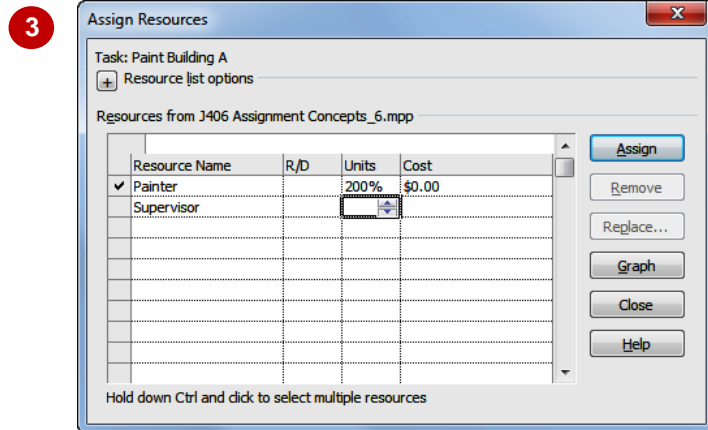 3
Assign Resources
x
Task: Paint Building A
+ Resource list options
Resources from J406 Assignment Concepts_6.mpp
Resource Name R/D Units Cost
✔ Painter 200% $0.00
Supervisor
Assign
Remove
Replace...
Graph
Close
Help
Hold down Ctrl and click to select multiple resources